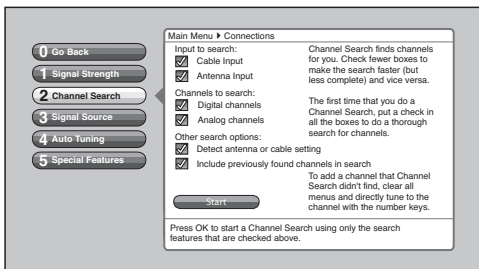 Main Menu ▶ Connections
0 Go Back
1 Signal Strength
2 Channel Search
3 Signal Source
4 Auto Tuning
5 Special Features
Input to search:
Cable Input
Antenna Input
Channels to search:
Digital channels
Analog channels
Other search options:
Detect antenna or cable setting
Include previously found channels in search
Start
Channel Search finds channels
for you. Check fewer boxes to
make the search faster (but
less complete) and vice versa.
The first time that you do a
Channel Search, put a check in
all the boxes to do a thorough
search for channels.
To add a channel that Channel
Search didn't find, clear all
menus and directly tune to the
channel with the number keys.
Press OK to start a Channel Search using only the search
features that are checked above.